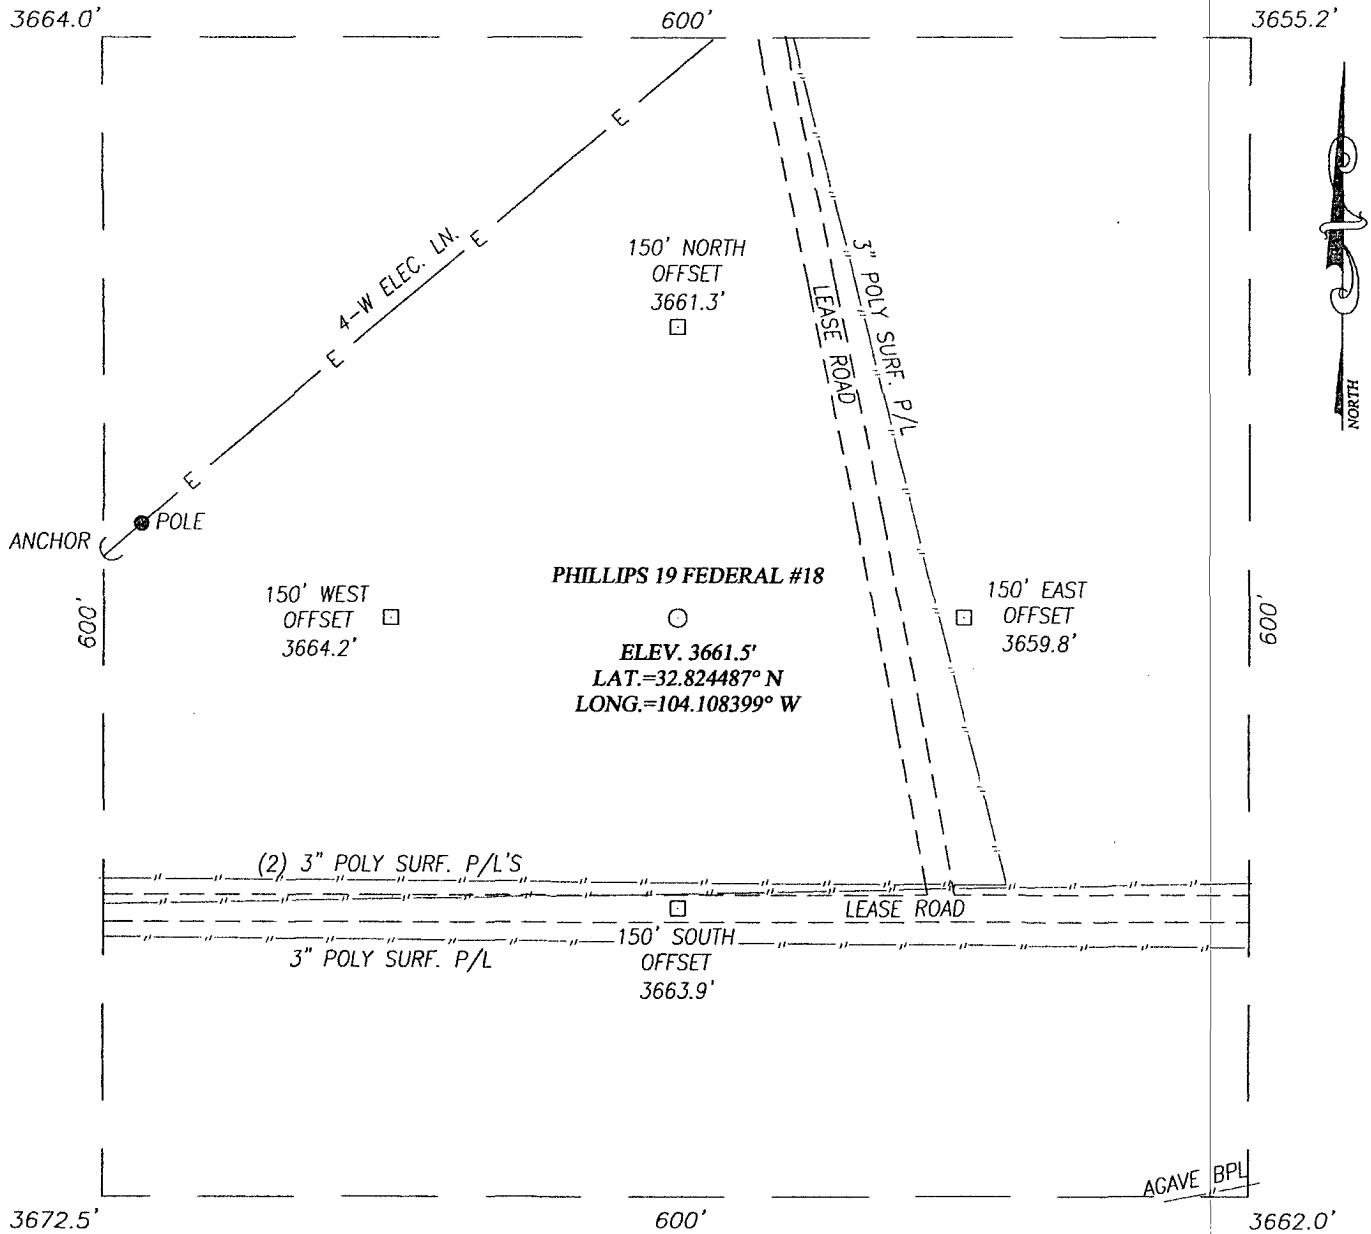 3664.0'
600'
3655.2'
4-W ELEC. LN.
E
E
E
E
150' NORTH
OFFSET
3661.3'
LEASE ROAD
3" POLY SURF. P/L
NORTH
POLE
ANCHOR
600'
150' WEST
OFFSET
3664.2'
PHILLIPS 19 FEDERAL #18
ELEV. 3661.5'
LAT.=32.824487° N
LONG.=104.108399° W
150' EAST
OFFSET
3659.8'
600'
(2) 3" POLY SURF. P/L'S
LEASE ROAD
3" POLY SURF. P/L
150' SOUTH
OFFSET
3663.9'
AGAVE BPL
3672.5'
600'
3662.0'